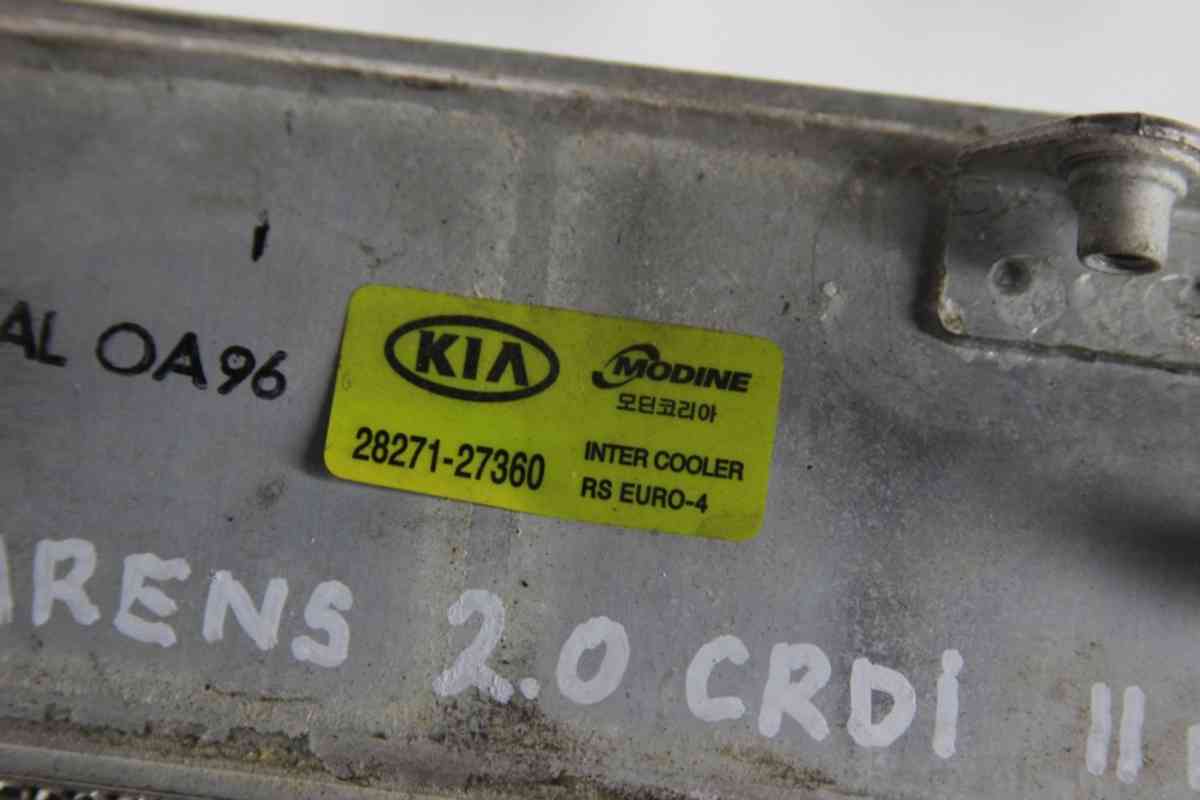 AL OA96
KIA
MODINE
모딘코리아
28271-27360
INTER COOLER
RS EURO-4
ARENS 2.0 CRDi II